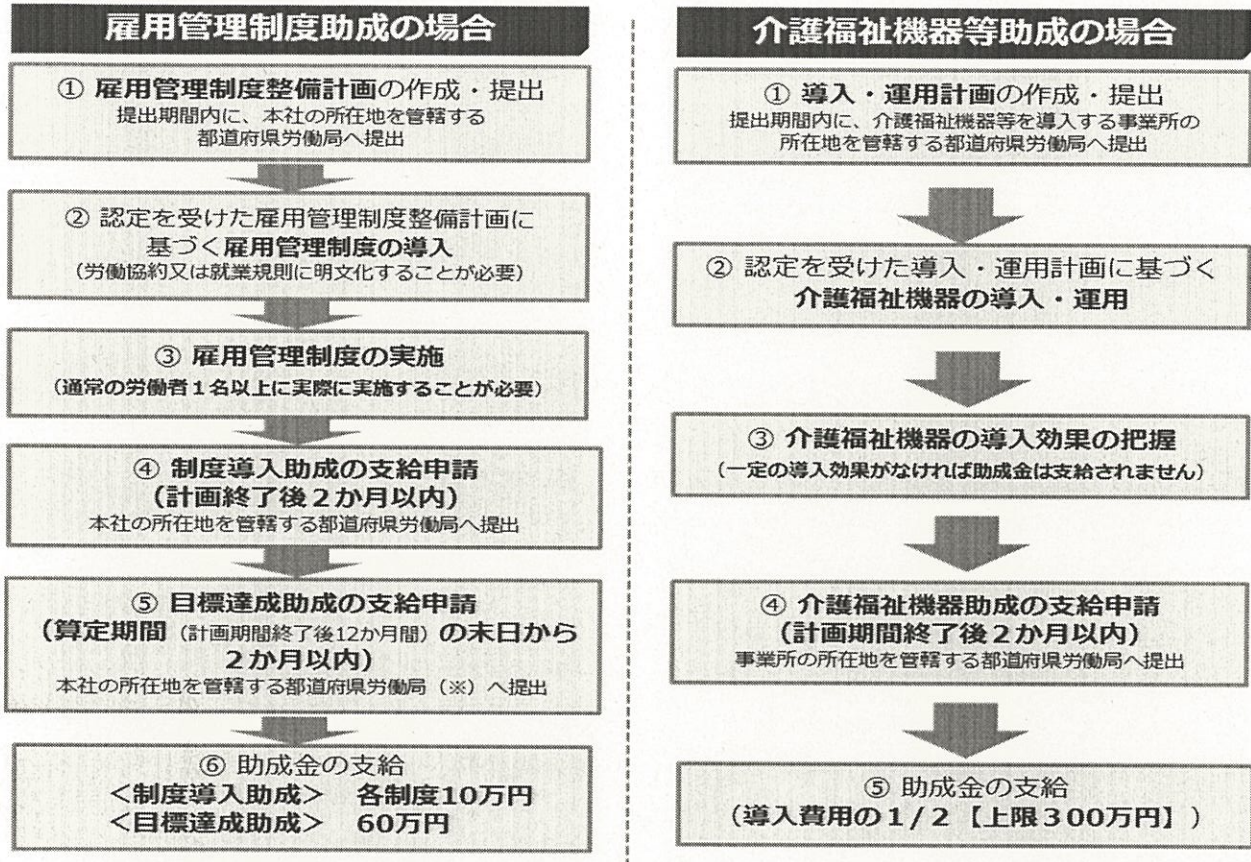 雇用管理制度助成の場合
① 雇用管理制度整備計画の作成・提出
提出期間内に、本社の所在地を管轄する
都道府県労働局へ提出
② 認定を受けた雇用管理制度整備計画に
基づく雇用管理制度の導入
（労働協約又は就業規則に明文化することが必要）
③ 雇用管理制度の実施
（通常の労働者１名以上に実際に実施することが必要）
④ 制度導入助成の支給申請
（計画終了後２か月以内）
本社の所在地を管轄する都道府県労働局へ提出
⑤ 目標達成助成の支給申請
（算定期間（計画期間終了後12か月間）の末日から
２か月以内）
本社の所在地を管轄する都道府県労働局（※）へ提出
⑥ 助成金の支給
＜制度導入助成＞　各制度10万円
＜目標達成助成＞　60万円
介護福祉機器等助成の場合
① 導入・運用計画の作成・提出
提出期間内に、介護福祉機器等を導入する事業所の
所在地を管轄する都道府県労働局へ提出
② 認定を受けた導入・運用計画に基づく
介護福祉機器の導入・運用
③ 介護福祉機器の導入効果の把握
（一定の導入効果がなければ助成金は支給されません）
④ 介護福祉機器助成の支給申請
（計画期間終了後２か月以内）
事業所の所在地を管轄する都道府県労働局へ提出
⑤ 助成金の支給
（導入費用の１/２【上限３００万円】）